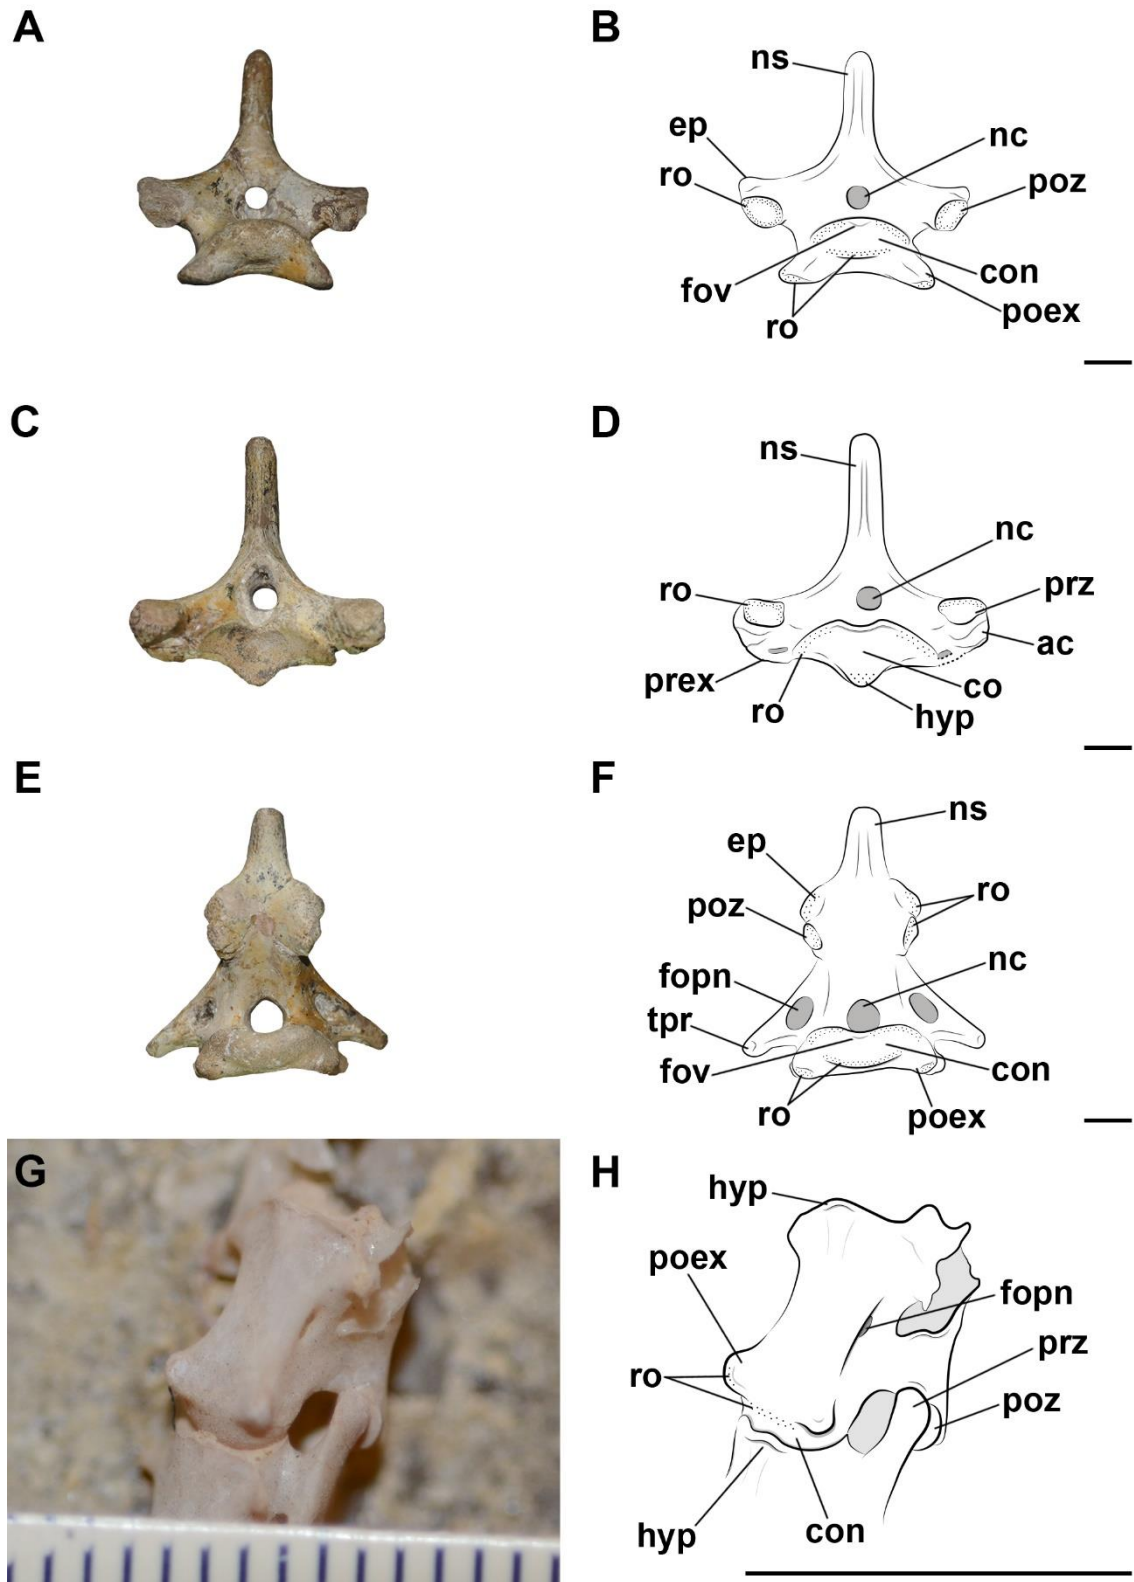 A
B
ns
ep
nc
ro
poz
fov
con
ro
poex
C
D
ns
nc
ro
prz
ac
prex
co
ro
hyp
E
F
ns
ep
ro
poz
nc
fopn
tpr
fov
con
ro
poex
G
H
hyp
poex
fopn
prz
ro
poz
hyp
con